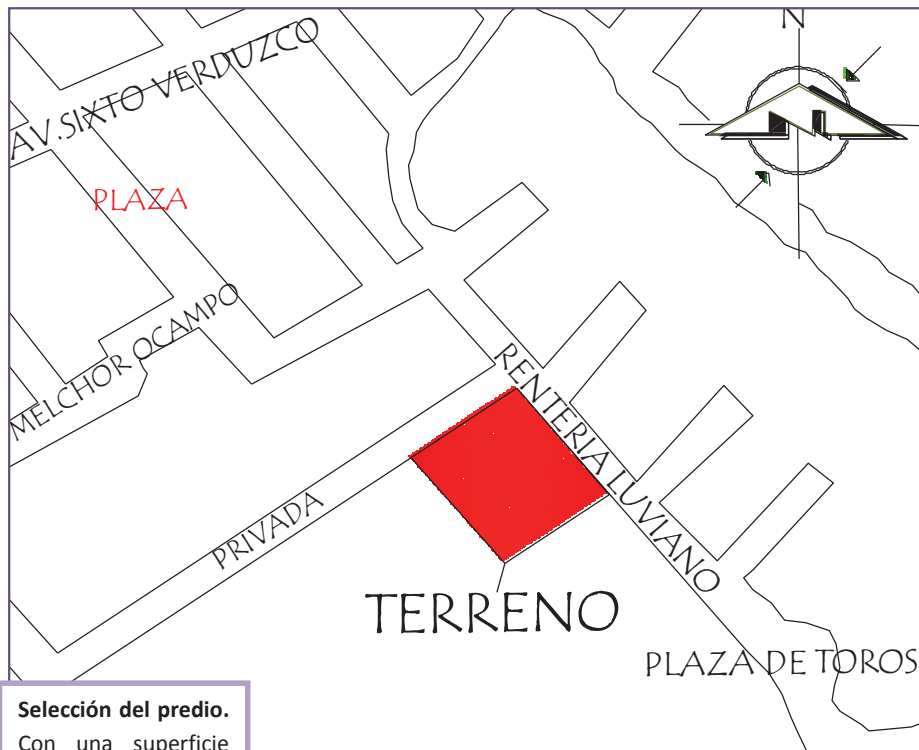 N
AV.SIXTO VERDUZCO
PLAZA
MELCHOR OCAMPO
RENTERIA LUVIANO
PRIVADA
TERRENO
PLAZA DE TOROS
Selección del predio.
Con una superficie